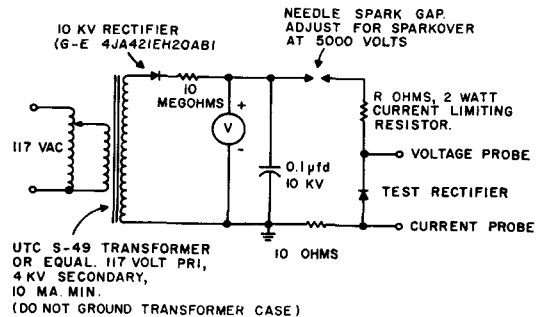 10 KV RECTIFIER
(G-E 4JA421EH20AB1
NEEDLE SPARK GAP.
ADJUST FOR SPARKOVER
AT 5000 VOLTS
10
MEGOHMS
R OHMS, 2 WATT
CURRENT LIMITING
RESISTOR.
+
V
-
117 VAC
0.1 µfd
10 KV
VOLTAGE PROBE
TEST RECTIFIER
CURRENT PROBE
10 OHMS
UTC S-49 TRANSFORMER
OR EQUAL. 117 VOLT PRI,
4 KV SECONDARY,
10 MA. MIN.
(DO NOT GROUND TRANSFORMER CASE)